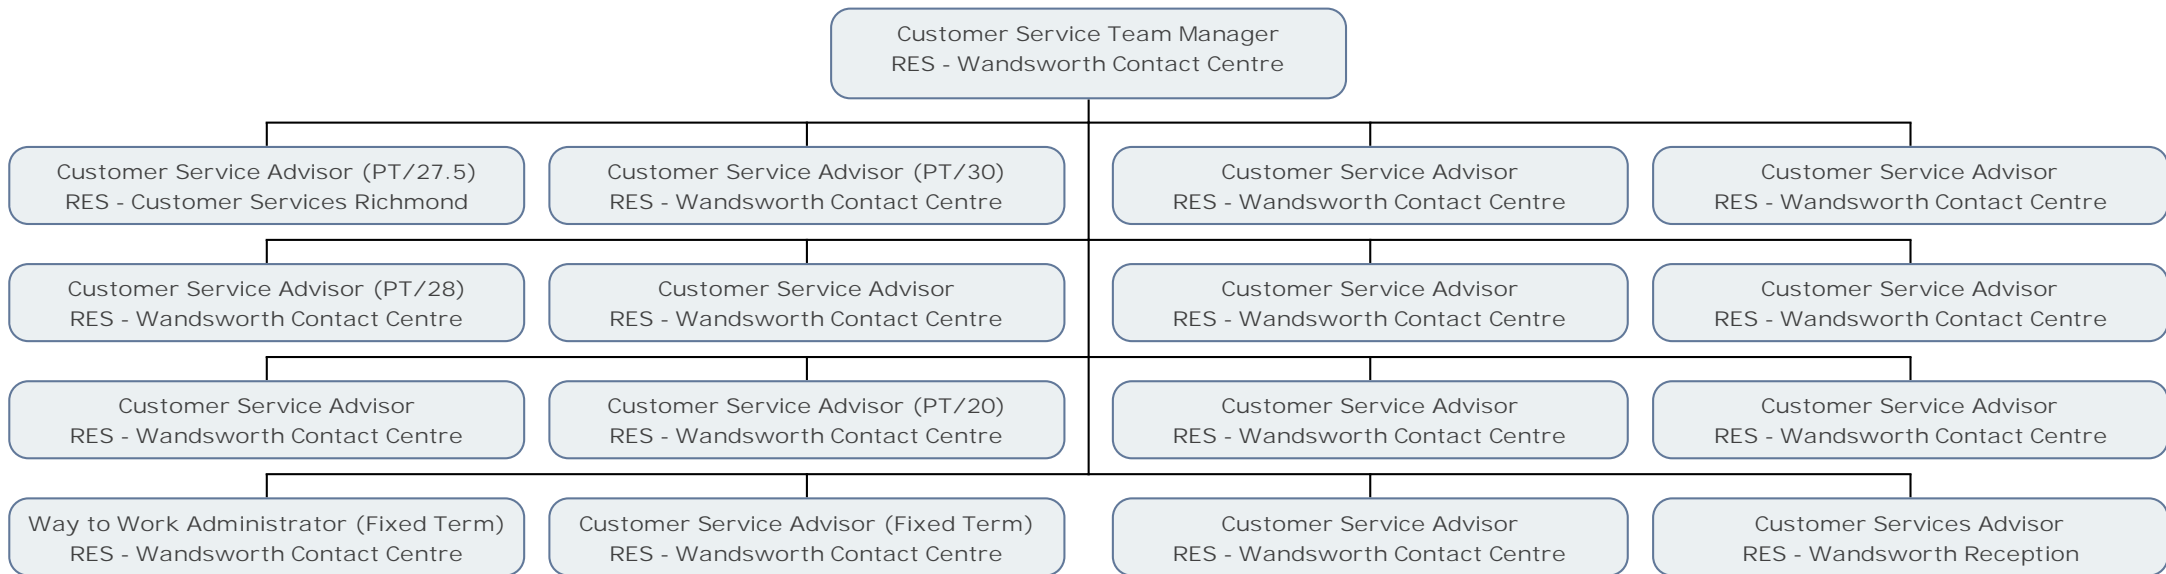 Customer Service Team Manager
RES - Wandsworth Contact Centre
Customer Service Advisor (PT/27.5)
RES - Customer Services Richmond
Customer Service Advisor (PT/30)
RES - Wandsworth Contact Centre
Customer Service Advisor
RES - Wandsworth Contact Centre
Customer Service Advisor
RES - Wandsworth Contact Centre
Customer Service Advisor (PT/28)
RES - Wandsworth Contact Centre
Customer Service Advisor
RES - Wandsworth Contact Centre
Customer Service Advisor
RES - Wandsworth Contact Centre
Customer Service Advisor
RES - Wandsworth Contact Centre
Customer Service Advisor
RES - Wandsworth Contact Centre
Customer Service Advisor (PT/20)
RES - Wandsworth Contact Centre
Customer Service Advisor
RES - Wandsworth Contact Centre
Customer Service Advisor
RES - Wandsworth Contact Centre
Way to Work Administrator (Fixed Term)
RES - Wandsworth Contact Centre
Customer Service Advisor (Fixed Term)
RES - Wandsworth Contact Centre
Customer Service Advisor
RES - Wandsworth Contact Centre
Customer Services Advisor
RES - Wandsworth Reception